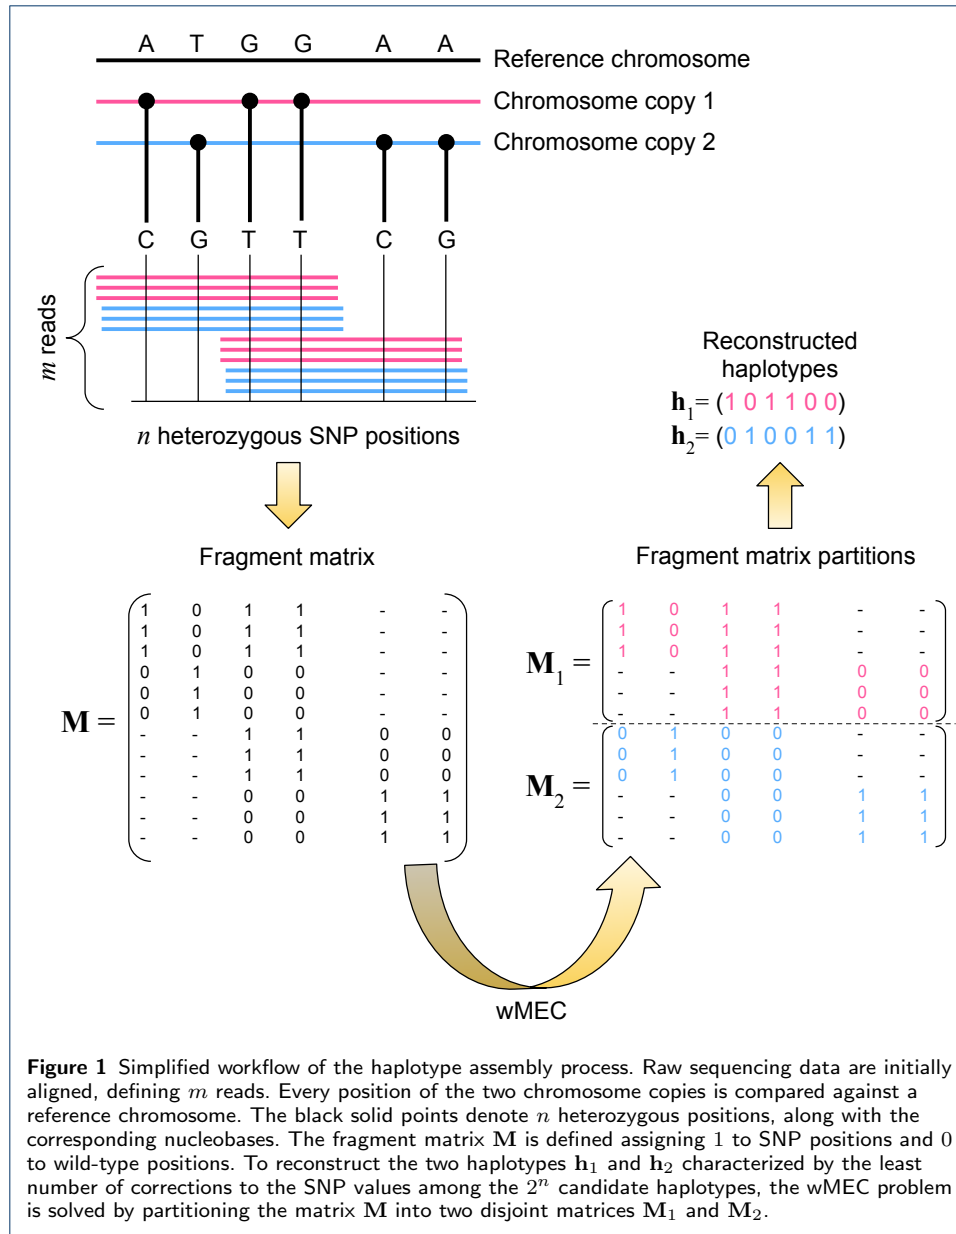 A T G G A A
Reference chromosome
Chromosome copy 1
Chromosome copy 2
C G T T C G
m reads
n heterozygous SNP positions
Reconstructed
haplotypes
h1= (1 0 1 1 0 0)
h2= (0 1 0 0 1 1)
Fragment matrix
M =
1 0 1 1 - -
1 0 1 1 - -
1 0 1 1 - -
0 1 0 0 - -
0 1 0 0 - -
0 1 0 0 - -
- - 1 1 0 0
- - 1 1 0 0
- - 1 1 0 0
- - 0 0 1 1
- - 0 0 1 1
- - 0 0 1 1
Fragment matrix partitions
M1 =
1 0 1 1 - -
1 0 1 1 - -
1 0 1 1 - -
- - 1 1 0 0
- - 1 1 0 0
- - 1 1 0 0
M2 =
0 1 0 0 - -
0 1 0 0 - -
0 1 0 0 - -
- - 0 0 1 1
- - 0 0 1 1
- - 0 0 1 1
wMEC
Figure 1 Simplified workflow of the haplotype assembly process. Raw sequencing data are initially
aligned, defining m reads. Every position of the two chromosome copies is compared against a
reference chromosome. The black solid points denote n heterozygous positions, along with the
corresponding nucleobases. The fragment matrix M is defined assigning 1 to SNP positions and 0
to wild-type positions. To reconstruct the two haplotypes h1 and h2 characterized by the least
number of corrections to the SNP values among the 2^n candidate haplotypes, the wMEC problem
is solved by partitioning the matrix M into two disjoint matrices M1 and M2.